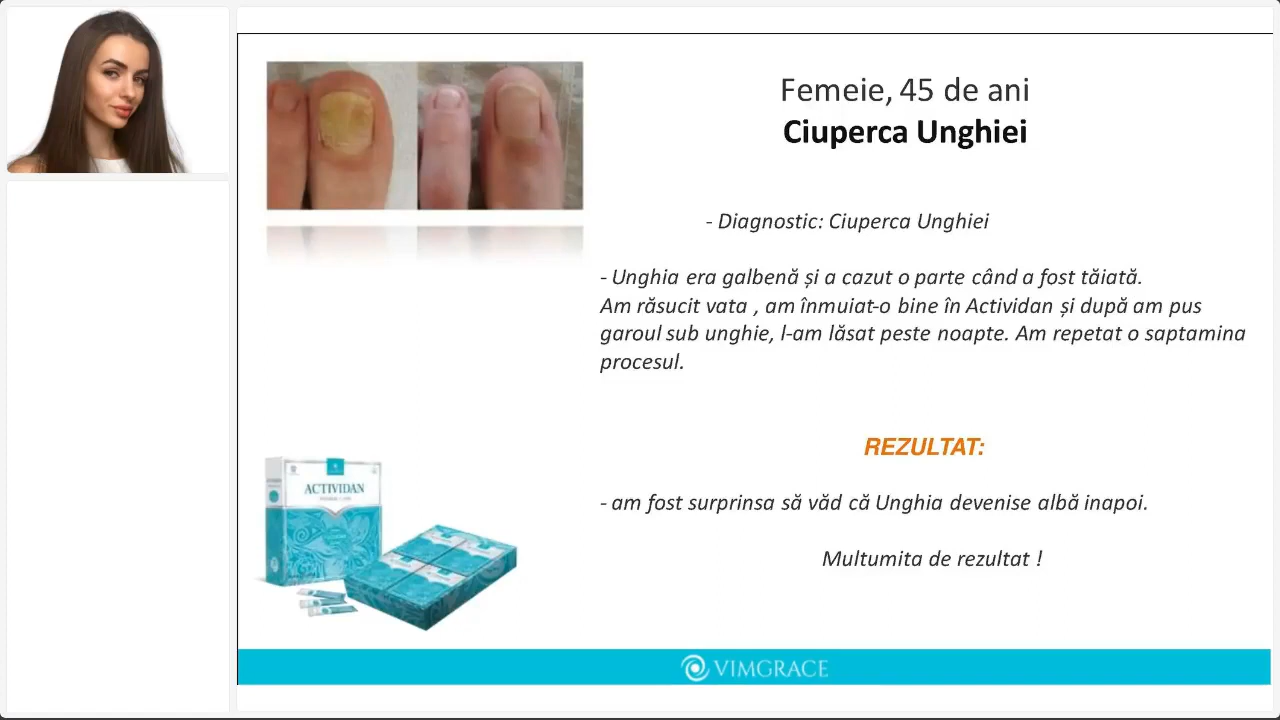 Femeie, 45 de ani
Ciuperca Unghiei
- Diagnostic: Ciuperca Unghiei
- Unghia era galbenă și a cazut o parte când a fost tăiată.
Am răsucit vata , am înmuiat-o bine în Actividan și după am pus
garoul sub unghie, l-am lăsat peste noapte. Am repetat o saptamina
procesul.
REZULTAT:
- am fost surprinsa să văd că Unghia devenise albă inapoi.
Multumita de rezultat !
ACTIVIDAN
VIMGRACE